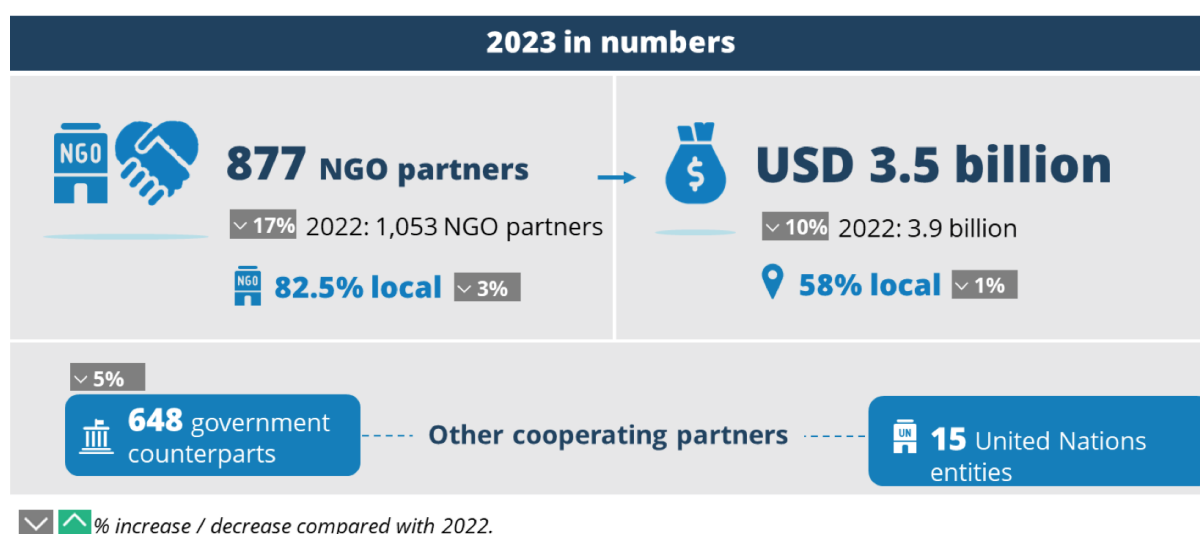 2023 in numbers
NGO
877 NGO partners
17% 2022: 1,053 NGO partners
NGO
82.5% local 3%
$
USD 3.5 billion
10% 2022: 3.9 billion
58% local 1%
5%
648 government
counterparts
Other cooperating partners
UN
15 United Nations
entities
% increase / decrease compared with 2022.